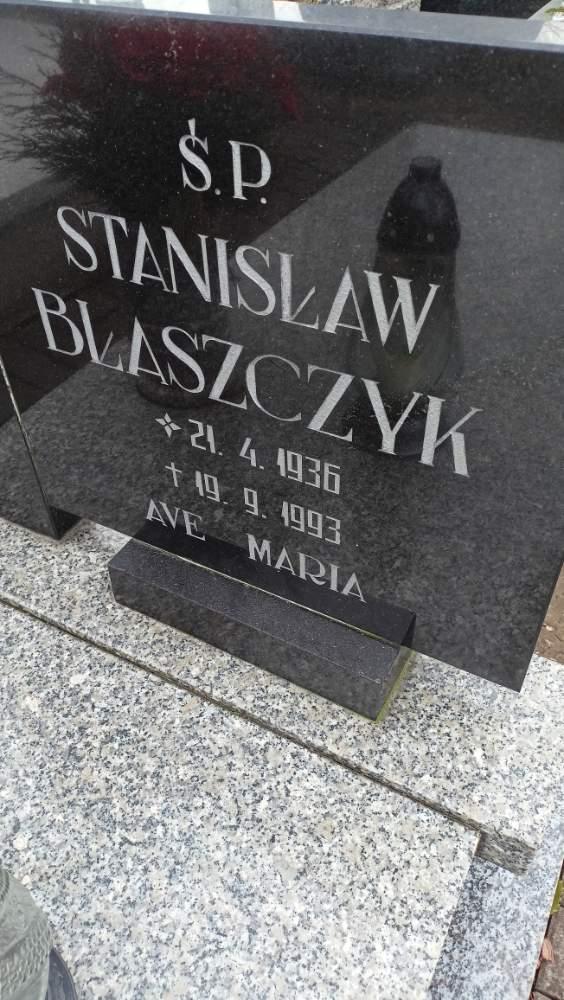 Ś.P.
STANISŁAW
BŁASZCZYK
21. 4. 1936
19. 9. 1993
AVE MARIA